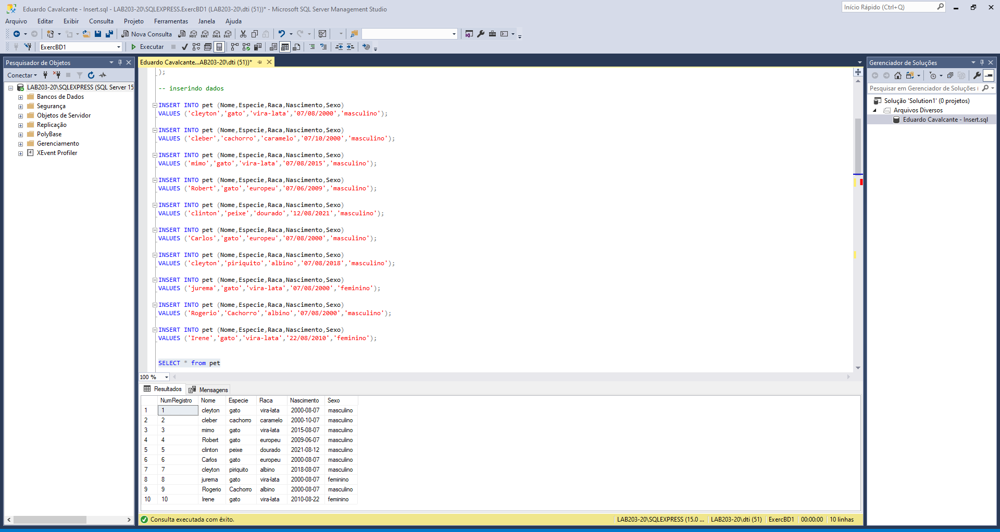 Eduardo Cavalcante - Insert.sql - LAB203-20\SQLEXPRESS.ExercBD1 (LAB203-20\dti (51))* - Microsoft SQL Server Management Studio
Início Rápido (Ctrl+Q)
Arquivo Editar Exibir Consulta Projeto Ferramentas Janela Ajuda
Nova Consulta
MDX DMX XMLA DAX
ExercBD1
Executar
Pesquisador de Objetos
Conectar
LAB203-20\SQLEXPRESS (SQL Server 15
Bancos de Dados
Segurança
Objetos de Servidor
Replicação
PolyBase
Gerenciamento
XEvent Profiler
Eduardo Cavalcante...AB203-20\dti (51))*
);
-- inserindo dados
INSERT INTO pet (Nome,Especie,Raca,Nascimento,Sexo)
VALUES ('cleyton','gato','vira-lata','07/08/2000','masculino');
INSERT INTO pet (Nome,Especie,Raca,Nascimento,Sexo)
VALUES ('cleber','cachorro','caramelo','07/10/2000','masculino');
INSERT INTO pet (Nome,Especie,Raca,Nascimento,Sexo)
VALUES ('mimo','gato','vira-lata','07/08/2015','masculino');
INSERT INTO pet (Nome,Especie,Raca,Nascimento,Sexo)
VALUES ('Robert','gato','europeu','07/06/2009','masculino');
INSERT INTO pet (Nome,Especie,Raca,Nascimento,Sexo)
VALUES ('clinton','peixe','dourado','12/08/2021','masculino');
INSERT INTO pet (Nome,Especie,Raca,Nascimento,Sexo)
VALUES ('Carlos','gato','europeu','07/08/2000','masculino');
INSERT INTO pet (Nome,Especie,Raca,Nascimento,Sexo)
VALUES ('cleyton','piriquito','albino','07/08/2018','masculino');
INSERT INTO pet (Nome,Especie,Raca,Nascimento,Sexo)
VALUES ('jurema','gato','vira-lata','07/08/2000','feminino');
INSERT INTO pet (Nome,Especie,Raca,Nascimento,Sexo)
VALUES ('Rogerio','Cachorro','albino','07/08/2000','masculino');
INSERT INTO pet (Nome,Especie,Raca,Nascimento,Sexo)
VALUES ('Irene','gato','vira-lata','22/08/2010','feminino');
SELECT * from pet
100 %
Resultados Mensagens
NumRegistro Nome Especie Raca Nascimento Sexo
1 1 cleyton gato vira-lata 2000-08-07 masculino
2 2 cleber cachorro caramelo 2000-10-07 masculino
3 3 mimo gato vira-lata 2015-08-07 masculino
4 4 Robert gato europeu 2009-06-07 masculino
5 5 clinton peixe dourado 2021-08-12 masculino
6 6 Carlos gato europeu 2000-08-07 masculino
7 7 cleyton piriquito albino 2018-08-07 masculino
8 8 jurema gato vira-lata 2000-08-07 feminino
9 9 Rogerio Cachorro albino 2000-08-07 masculino
10 10 Irene gato vira-lata 2010-08-22 feminino
Consulta executada com êxito. LAB203-20\SQLEXPRESS (15.0 ... LAB203-20\dti (51) ExercBD1 00:00:00 10 linhas
Gerenciador de Soluções
Pesquisar em Gerenciador de Soluções (
Solução 'Solution1' (0 projetos)
Arquivos Diversos
Eduardo Cavalcante - Insert.sql